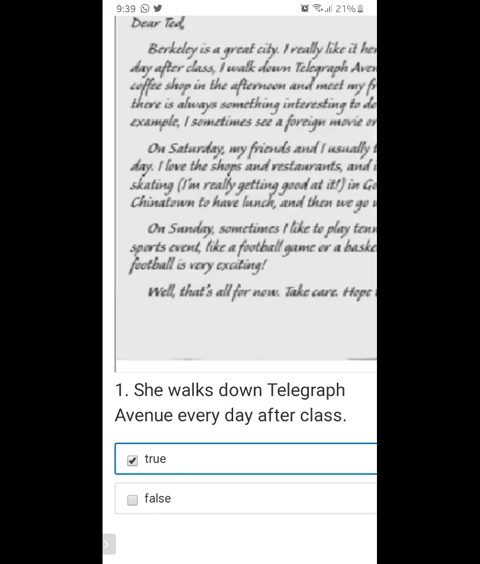 9:39
21%
Dear Ted,
Berkeley is a great city. I really like it her
day after class, I walk down Telegraph Aven
coffee shop in the afternoon and meet my fr
there is always something interesting to do
example, I sometimes see a foreign movie or
On Saturday, my friends and I usually t
day. I love the shops and restaurants, and i
skating (I'm really getting good at it!) in Go
Chinatown to have lunch, and then we go
On Sunday, sometimes I like to play tenn
sports event, like a football game or a baske
football is very exciting!
Well, that's all for now. Take care. Hope
1. She walks down Telegraph
Avenue every day after class.
true
false